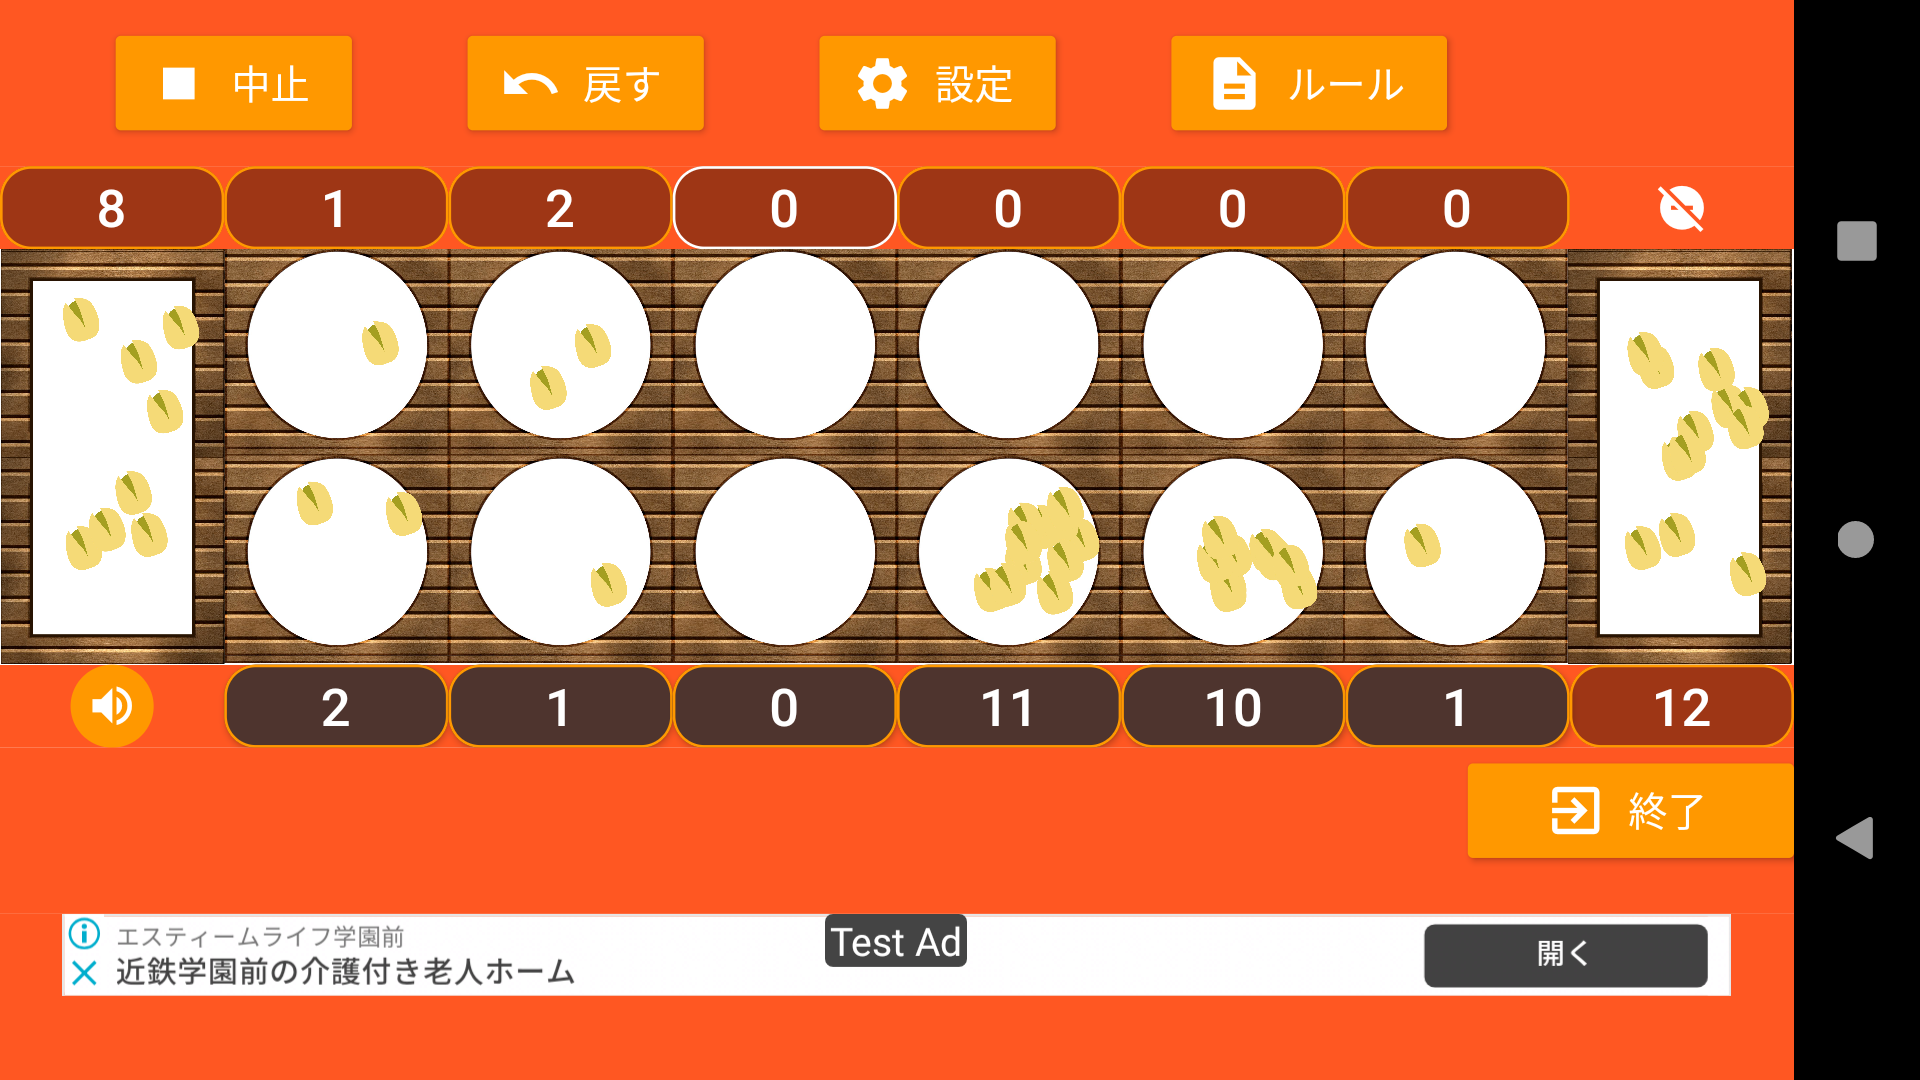 中止 戻す 設定 ルール
8 1 2 0 0 0 0
2 1 0 11 10 1 12
終了
エスティームライフ学園前
近鉄学園前の介護付き老人ホーム
Test Ad
開く